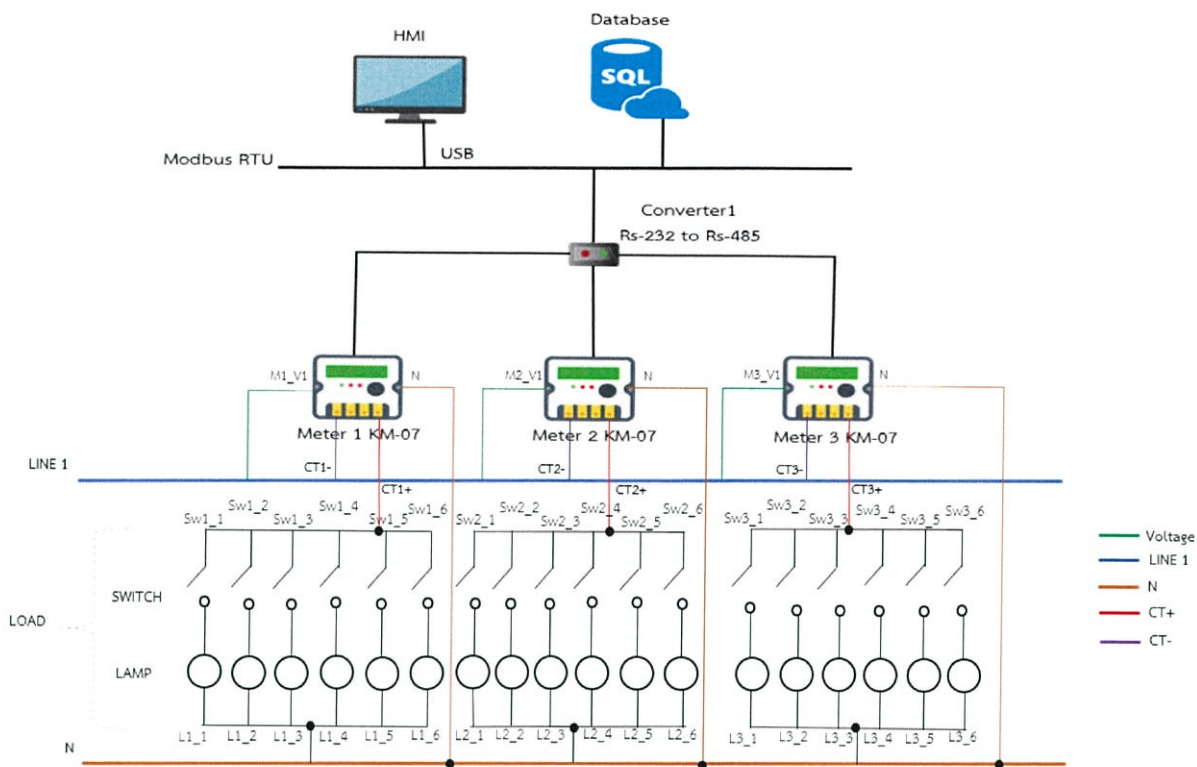 Database
HMI
SQL
USB
Modbus RTU
Converter1
Rs-232 to Rs-485
M1_V1
N
M2_V1
N
M3_V1
N
Meter 1 KM-07
Meter 2 KM-07
Meter 3 KM-07
LINE 1
CT1-
CT2-
CT3-
CT1+
CT2+
CT3+
Sw1_1
Sw1_2
Sw1_3
Sw1_4
Sw1_5
Sw1_6
Sw2_1
Sw2_2
Sw2_3
Sw2_4
Sw2_5
Sw2_6
Sw3_1
Sw3_2
Sw3_3
Sw3_4
Sw3_5
Sw3_6
Voltage
LINE 1
N
CT+
CT-
SWITCH
LOAD
LAMP
L1_1
L1_2
L1_3
L1_4
L1_5
L1_6
L2_1
L2_2
L2_3
L2_4
L2_5
L2_6
L3_1
L3_2
L3_3
L3_4
L3_5
L3_6
N